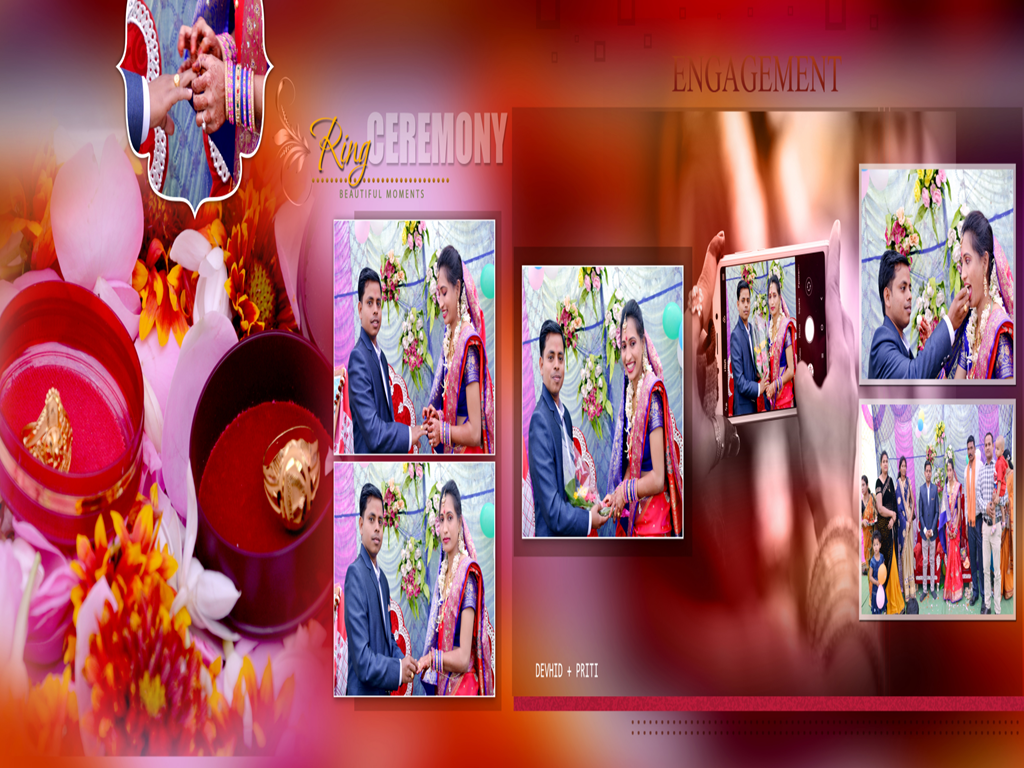 Ring CEREMONY
BEAUTIFUL MOMENTS
ENGAGEMENT
DEVHID + PRITI